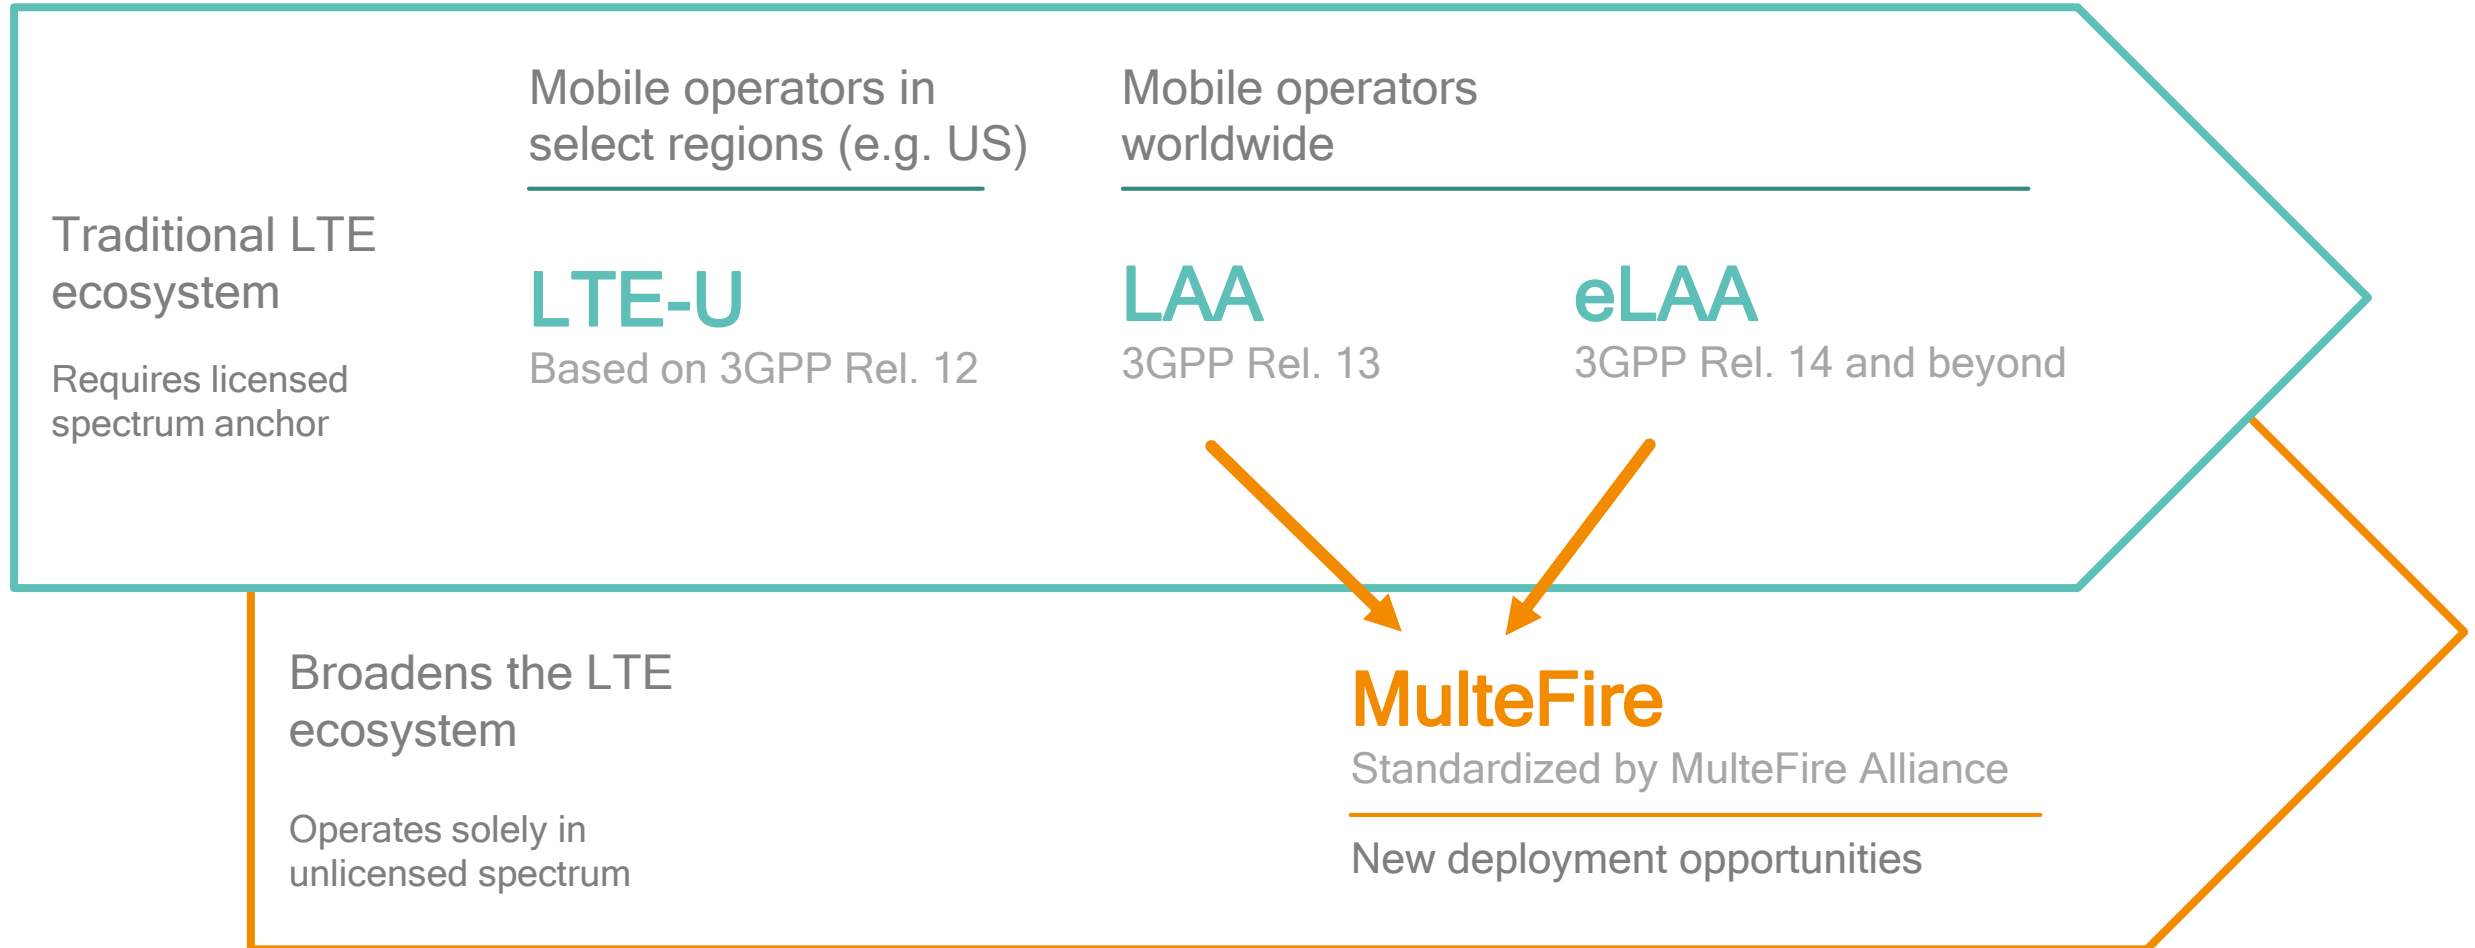 Mobile operators in
select regions (e.g. US)
Mobile operators
worldwide
Traditional LTE
ecosystem
Requires licensed
spectrum anchor
LTE-U
Based on 3GPP Rel. 12
LAA
3GPP Rel. 13
eLAA
3GPP Rel. 14 and beyond
Broadens the LTE
ecosystem
Operates solely in
unlicensed spectrum
MulteFire
Standardized by MulteFire Alliance
New deployment opportunities